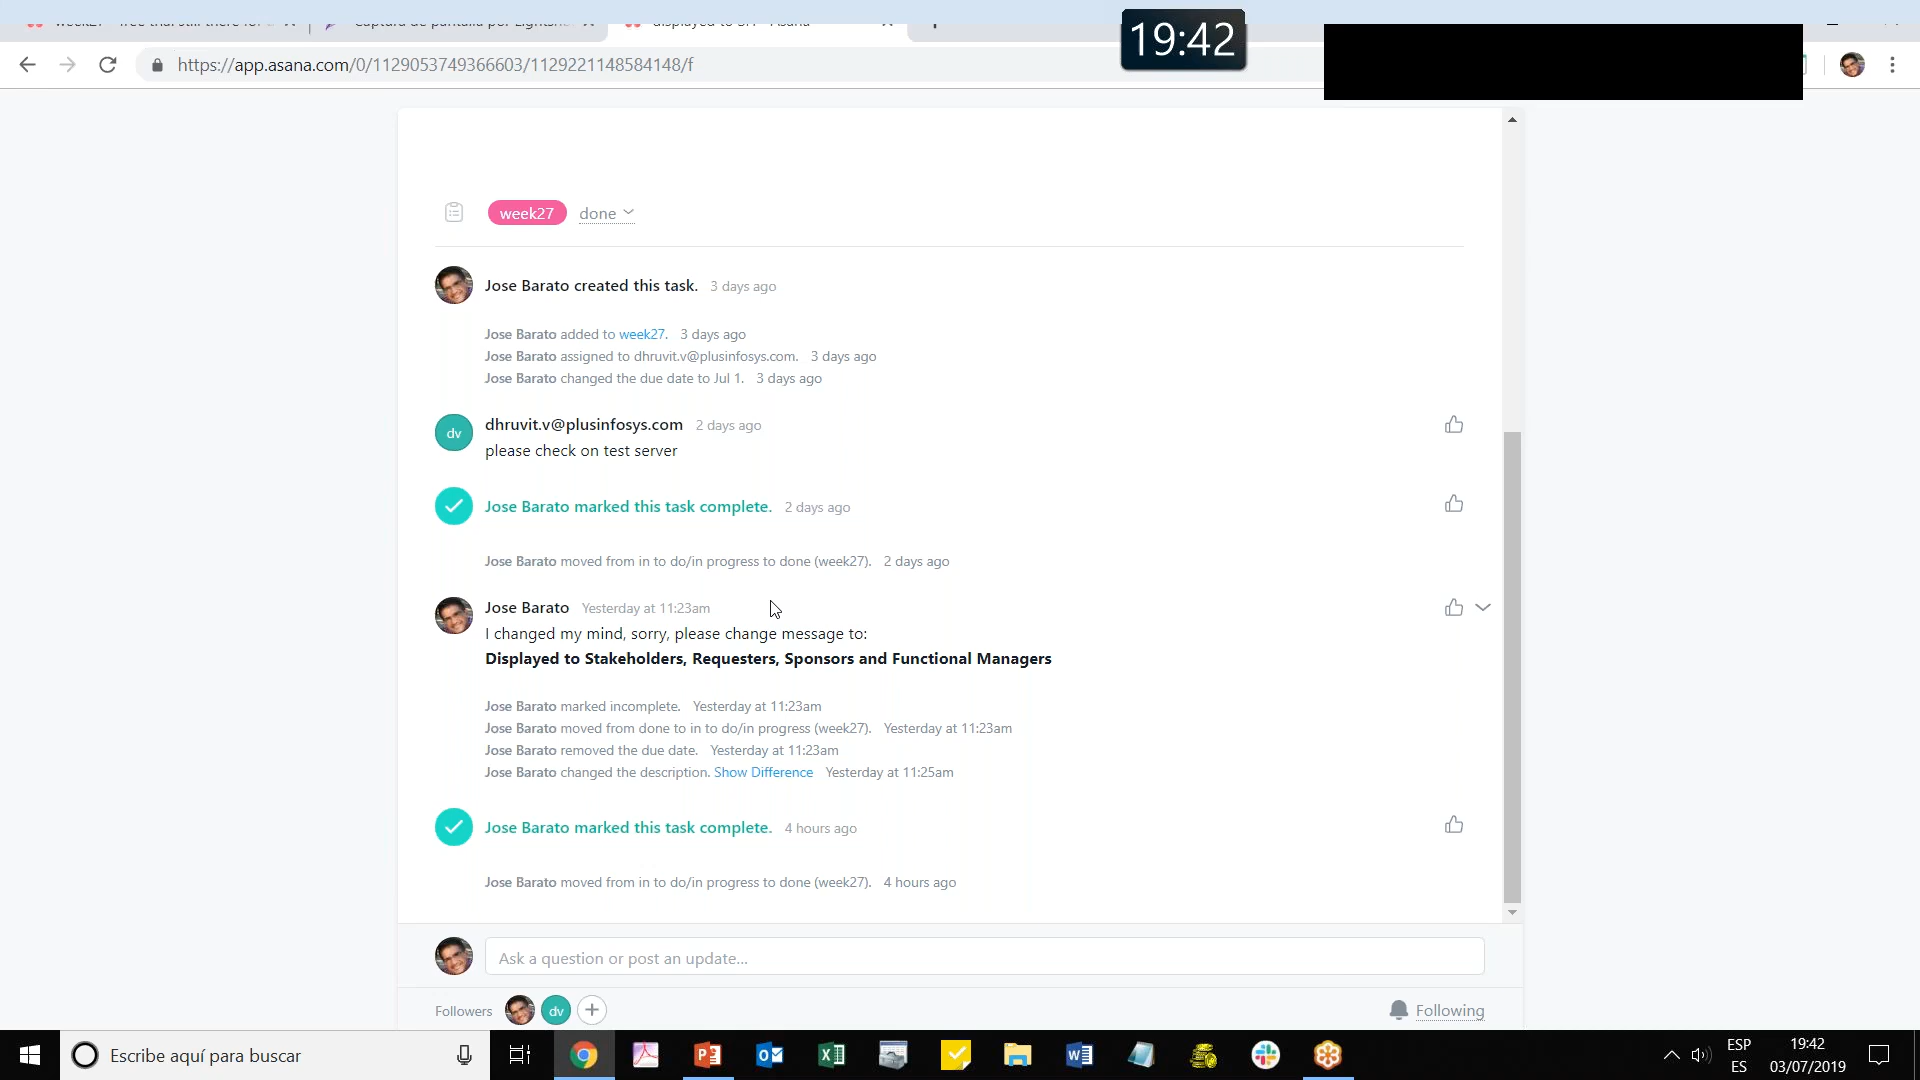 19:42
https://app.asana.com/0/1129053749366603/1129221148584148/f
week27 done
Jose Barato created this task. 3 days ago
Jose Barato added to week27. 3 days ago
Jose Barato assigned to dhruvit.v@plusinfosys.com. 3 days ago
Jose Barato changed the due date to Jul 1. 3 days ago
dhruvit.v@plusinfosys.com 2 days ago
dv
please check on test server
Jose Barato marked this task complete. 2 days ago
Jose Barato moved from in to do/in progress to done (week27). 2 days ago
Jose Barato Yesterday at 11:23am
I changed my mind, sorry, please change message to:
Displayed to Stakeholders, Requesters, Sponsors and Functional Managers
Jose Barato marked incomplete. Yesterday at 11:23am
Jose Barato moved from done to in to do/in progress (week27). Yesterday at 11:23am
Jose Barato removed the due date. Yesterday at 11:23am
Jose Barato changed the description. Show Difference Yesterday at 11:25am
Jose Barato marked this task complete. 4 hours ago
Jose Barato moved from in to do/in progress to done (week27). 4 hours ago
Ask a question or post an update...
Followers dv Following
Escribe aquí para buscar
ESP 19:42
ES 03/07/2019